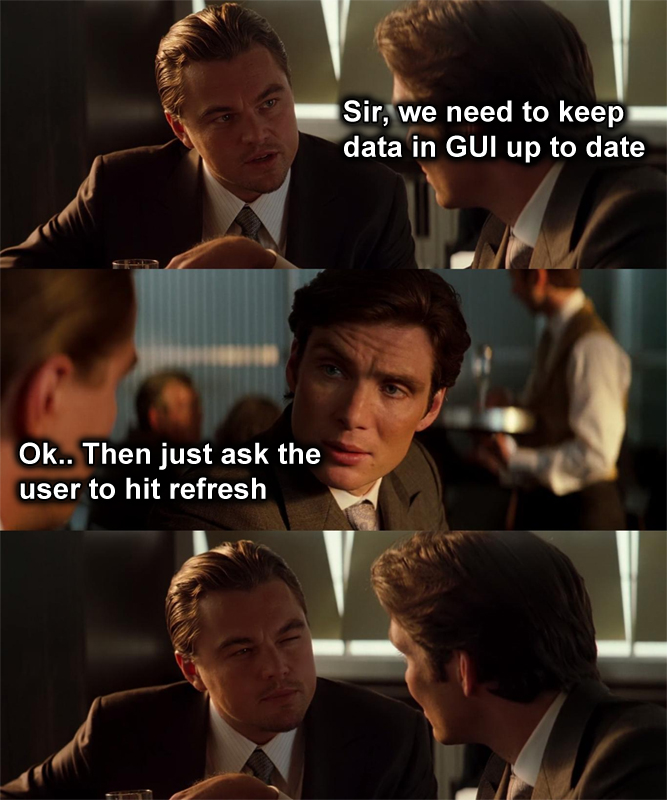 Sir, we need to keep
data in GUI up to date
Ok.. Then just ask the
user to hit refresh